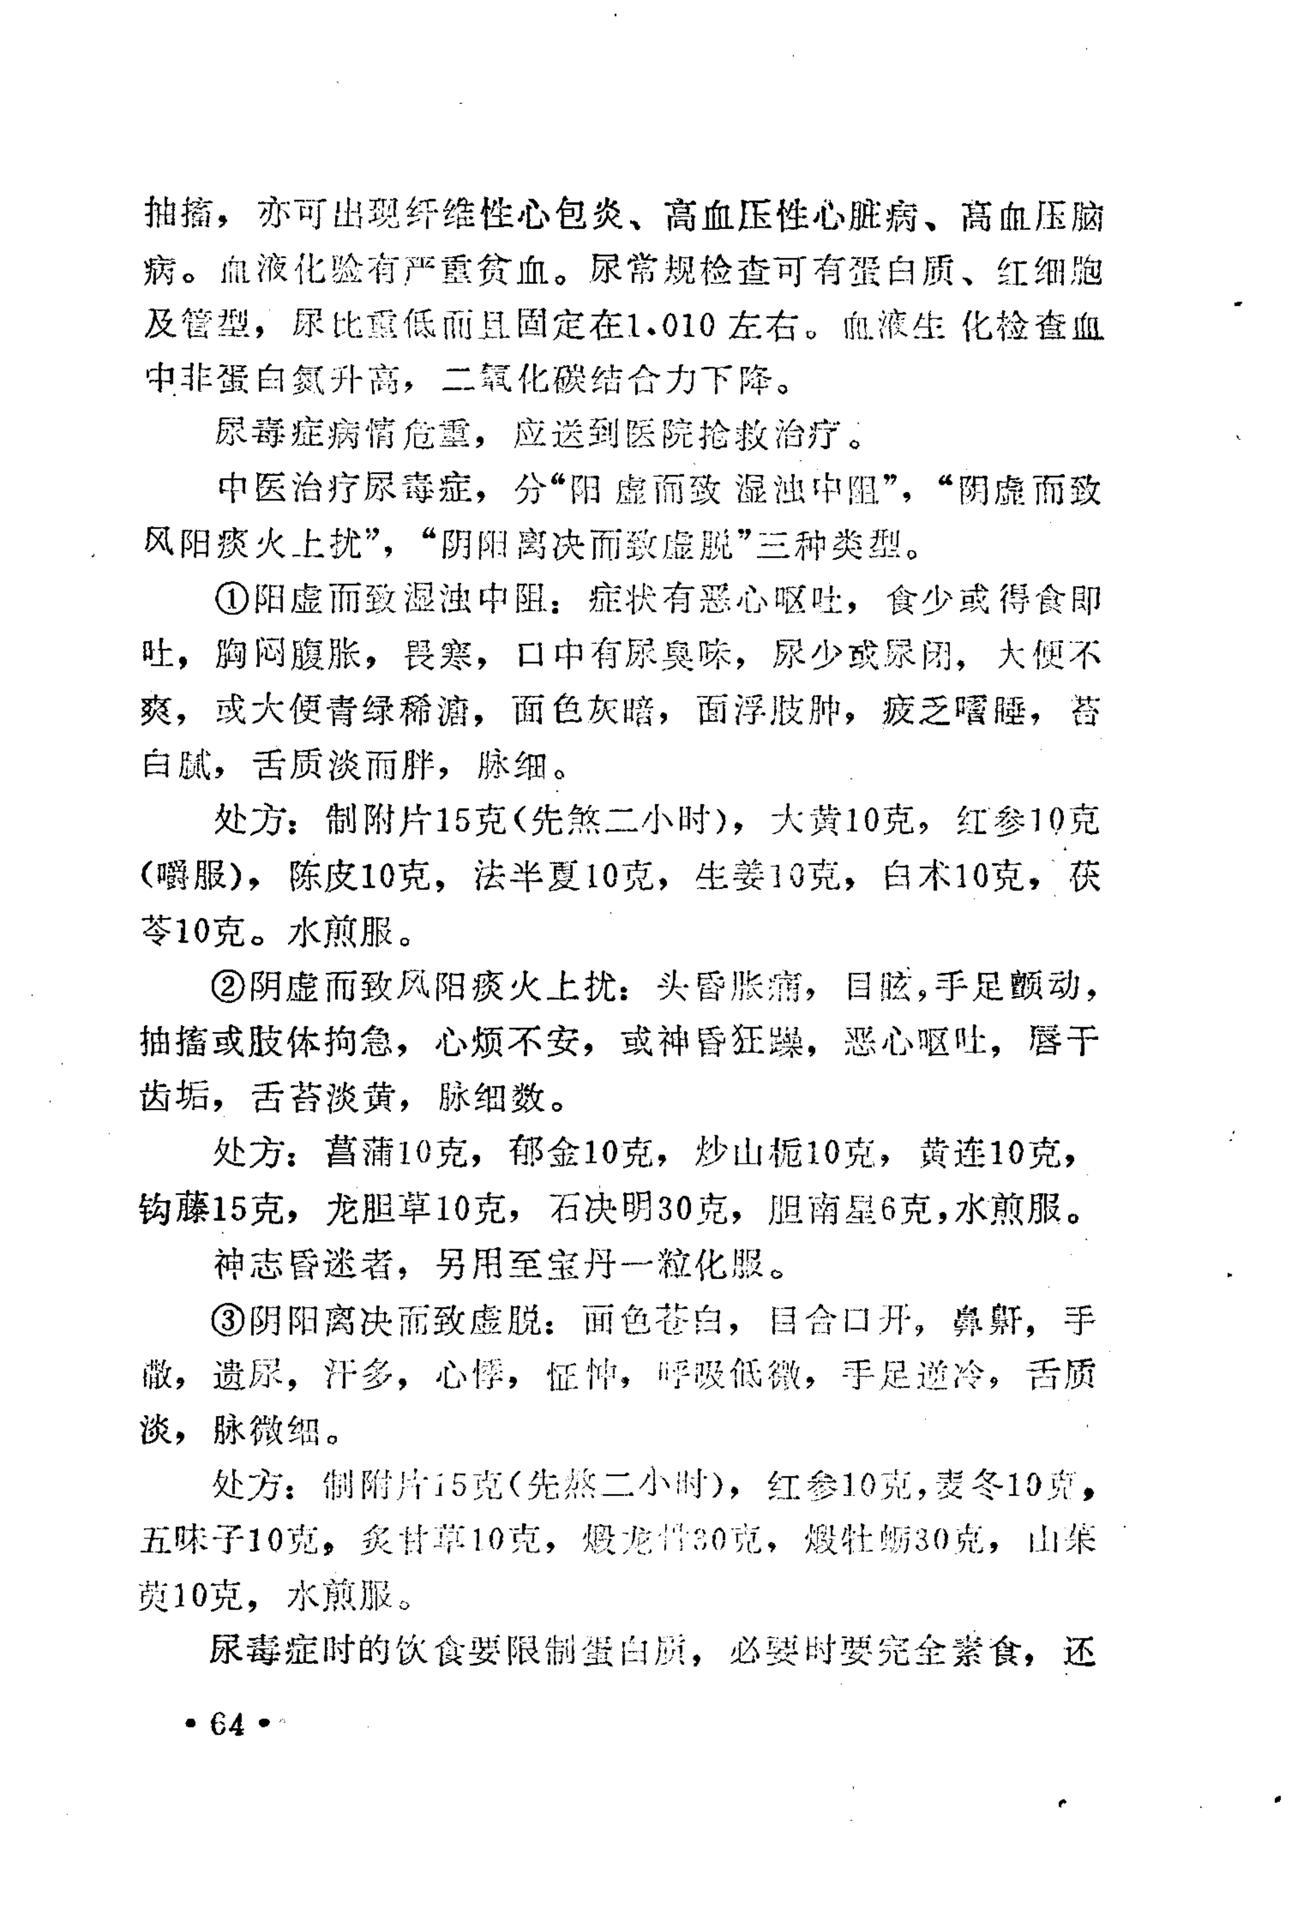 抽搐，亦可出现纤维性心包炎、高血压性心脏病、高血压脑
病。血液化验有严重贫血。尿常规检查可有蛋白质、红细胞
及管型，尿比重低而且固定在1.010左右。血液生化检查血
中非蛋白氮升高，二氧化碳结合力下降。
尿毒症病情危重，应送到医院抢救治疗。
中医治疗尿毒症，分“阳虚而致湿浊中阻”，“阴虚而致
风阳痰火上扰”，“阴阳离决而致虚脱”三种类型。
①阳虚而致湿浊中阻：症状有恶心呕吐，食少或得食即
吐，胸闷腹胀，畏寒，口中有尿臭味，尿少或尿闭，大便不
爽，或大便青绿稀溏，面色灰暗，面浮肢肿，疲乏嗜睡，苔
白腻，舌质淡而胖，脉细。
处方：制附片15克（先煞二小时），大黄10克，红参10克
（嚼服），陈皮10克，法半夏10克，生姜10克，白术10克，茯
苓10克。水煎服。
②阴虚而致风阳痰火上扰：头昏胀痛，目眩，手足颤动，
抽搐或肢体拘急，心烦不安，或神昏狂躁，恶心呕吐，唇干
齿垢，舌苔淡黄，脉细数。
处方：菖蒲10克，郁金10克，炒山栀10克，黄连10克，
钩藤15克，龙胆草10克，石决明30克，胆南星6克，水煎服。
神志昏迷者，另用至宝丹一粒化服。
③阴阳离决而致虚脱：面色苍白，目合口开，鼻鼾，手
撒，遗尿，汗多，心悸，怔忡，呼吸低微，手足逆冷，舌质
淡，脉微细。
处方：制附片15克（先熬二小时），红参10克，麦冬10克，
五味子10克，炙甘草10克，煅龙骨30克，煅牡蛎30克，山茱
萸10克，水煎服。
尿毒症时的饮食要限制蛋白质，必要时要完全素食，还
·64·